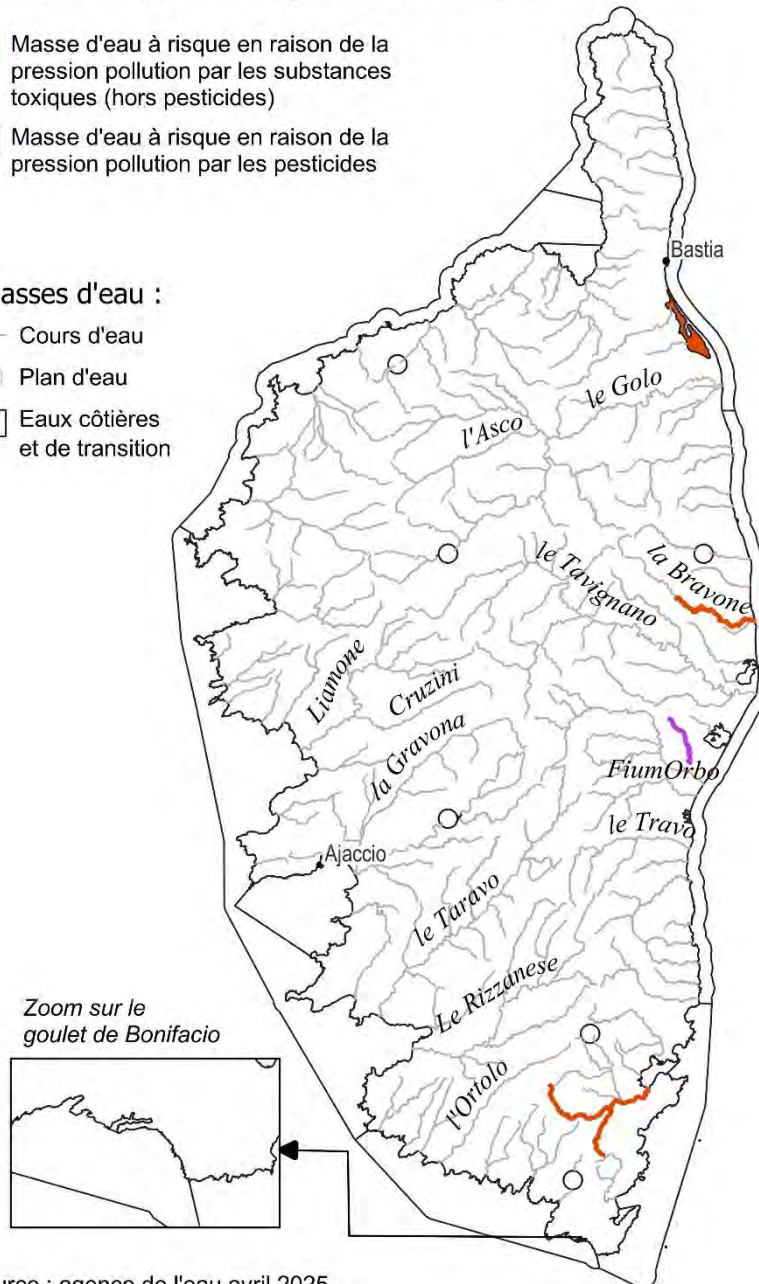 Masse d'eau à risque en raison de la
pression pollution par les substances
toxiques (hors pesticides)
Masse d'eau à risque en raison de la
pression pollution par les pesticides
asses d'eau :
Cours d'eau
Plan d'eau
Eaux côtières
et de transition
Bastia
le Golo
l'Asco
la Bravone
le Tavignano
Liamone
Cruzini
la Gravona
FiumOrbo
le Travo
Ajaccio
le Taravo
Le Rizzanese
l'Ortolo
Zoom sur le
goulet de Bonifacio
urce : agence de l'eau avril 2025